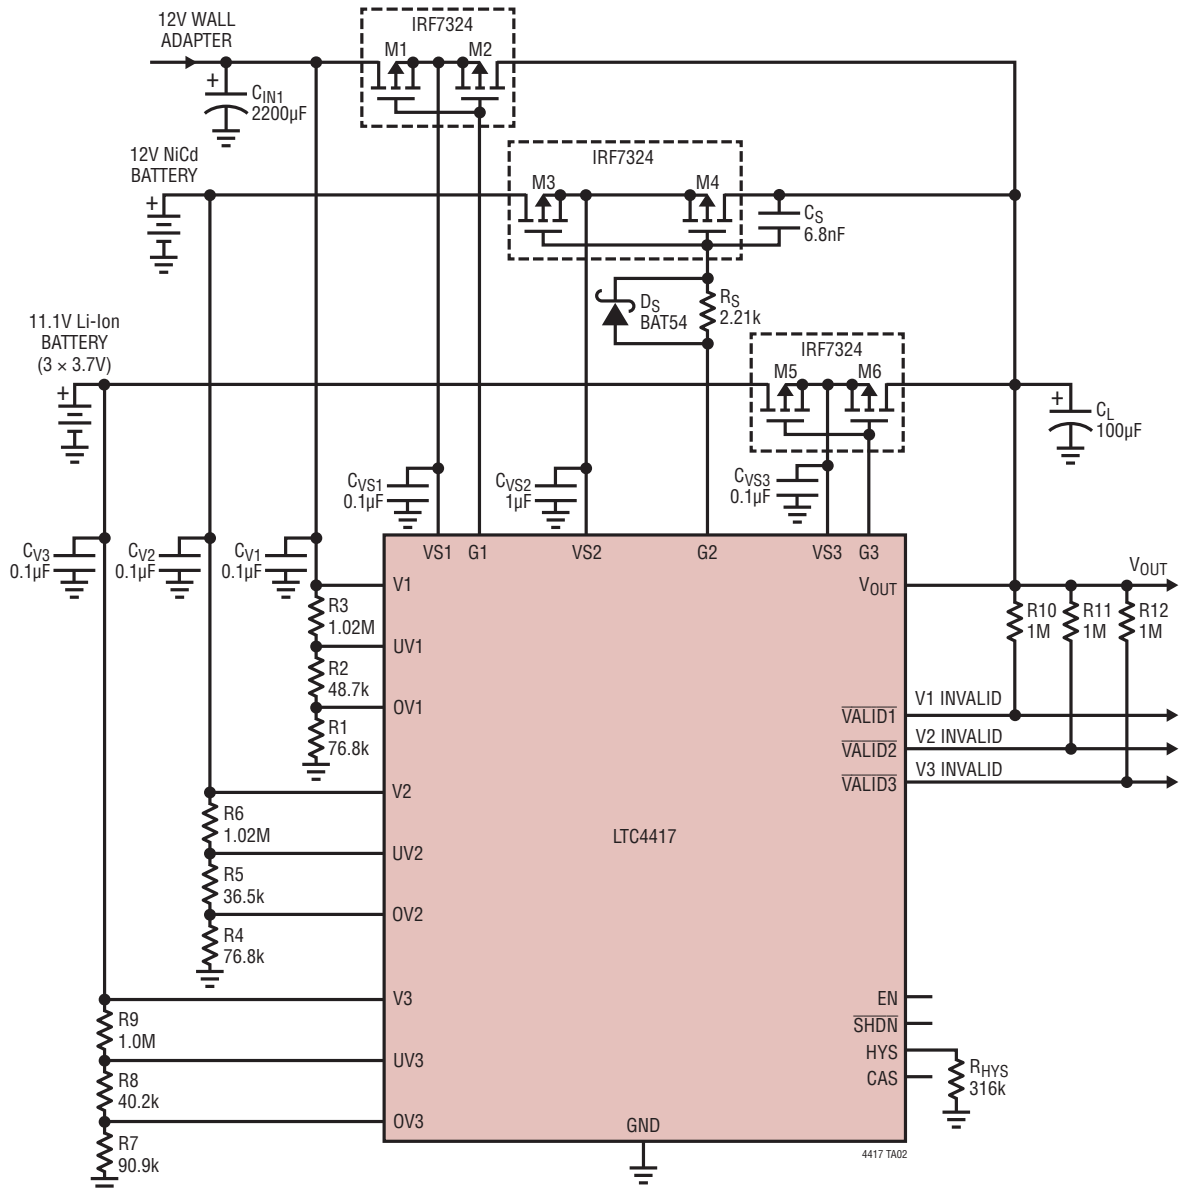 12V WALL
ADAPTER
IRF7324
M1
M2
+
CIN1
2200µF
12V NiCd
BATTERY
+
IRF7324
M3
M4
CS
6.8nF
DS
BAT54
RS
2.21k
11.1V Li-Ion
BATTERY
(3 × 3.7V)
+
IRF7324
M5
M6
+
CL
100µF
CVS1
0.1µF
CVS2
1µF
CVS3
0.1µF
CV3
0.1µF
CV2
0.1µF
CV1
0.1µF
VS1
G1
VS2
G2
VS3
G3
V1
VOUT
VOUT
R3
1.02M
R10
1M
R11
1M
R12
1M
UV1
R2
48.7k
OV1
R1
76.8k
VALID1
V1 INVALID
VALID2
V2 INVALID
VALID3
V3 INVALID
V2
R6
1.02M
LTC4417
UV2
R5
36.5k
OV2
R4
76.8k
V3
EN
R9
1.0M
SHDN
UV3
HYS
RHYS
316k
CAS
R8
40.2k
OV3
GND
R7
90.9k
4417 TA02